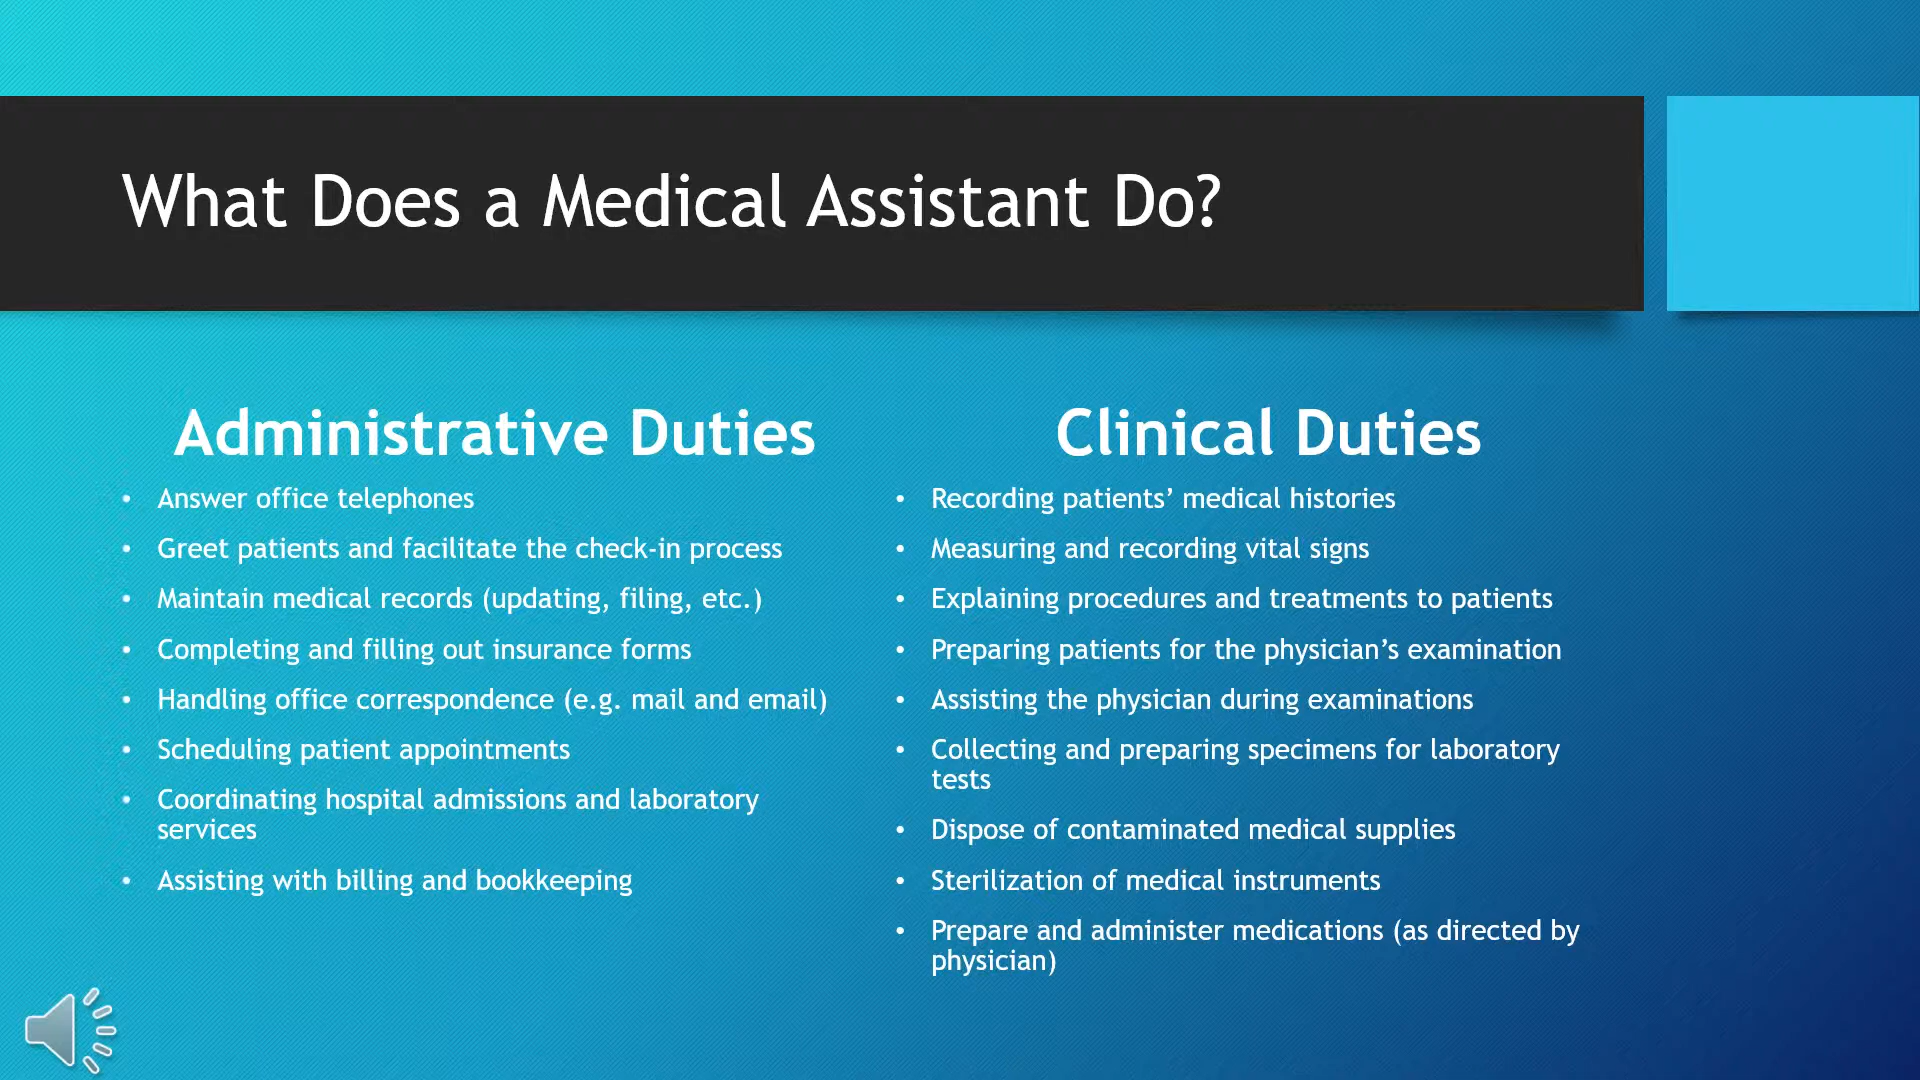 What Does a Medical Assistant Do?
Administrative Duties
• Answer office telephones
• Greet patients and facilitate the check-in process
• Maintain medical records (updating, filing, etc.)
• Completing and filling out insurance forms
• Handling office correspondence (e.g. mail and email)
• Scheduling patient appointments
• Coordinating hospital admissions and laboratory
services
• Assisting with billing and bookkeeping
Clinical Duties
• Recording patients’ medical histories
• Measuring and recording vital signs
• Explaining procedures and treatments to patients
• Preparing patients for the physician’s examination
• Assisting the physician during examinations
• Collecting and preparing specimens for laboratory
tests
• Dispose of contaminated medical supplies
• Sterilization of medical instruments
• Prepare and administer medications (as directed by
physician)